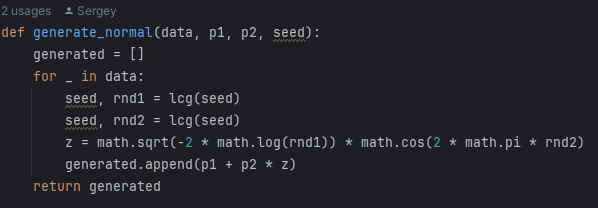 2 usages Sergey
def generate_normal(data, p1, p2, seed):
    generated = []
    for _ in data:
        seed, rnd1 = lcg(seed)
        seed, rnd2 = lcg(seed)
        z = math.sqrt(-2 * math.log(rnd1)) * math.cos(2 * math.pi * rnd2)
        generated.append(p1 + p2 * z)
    return generated